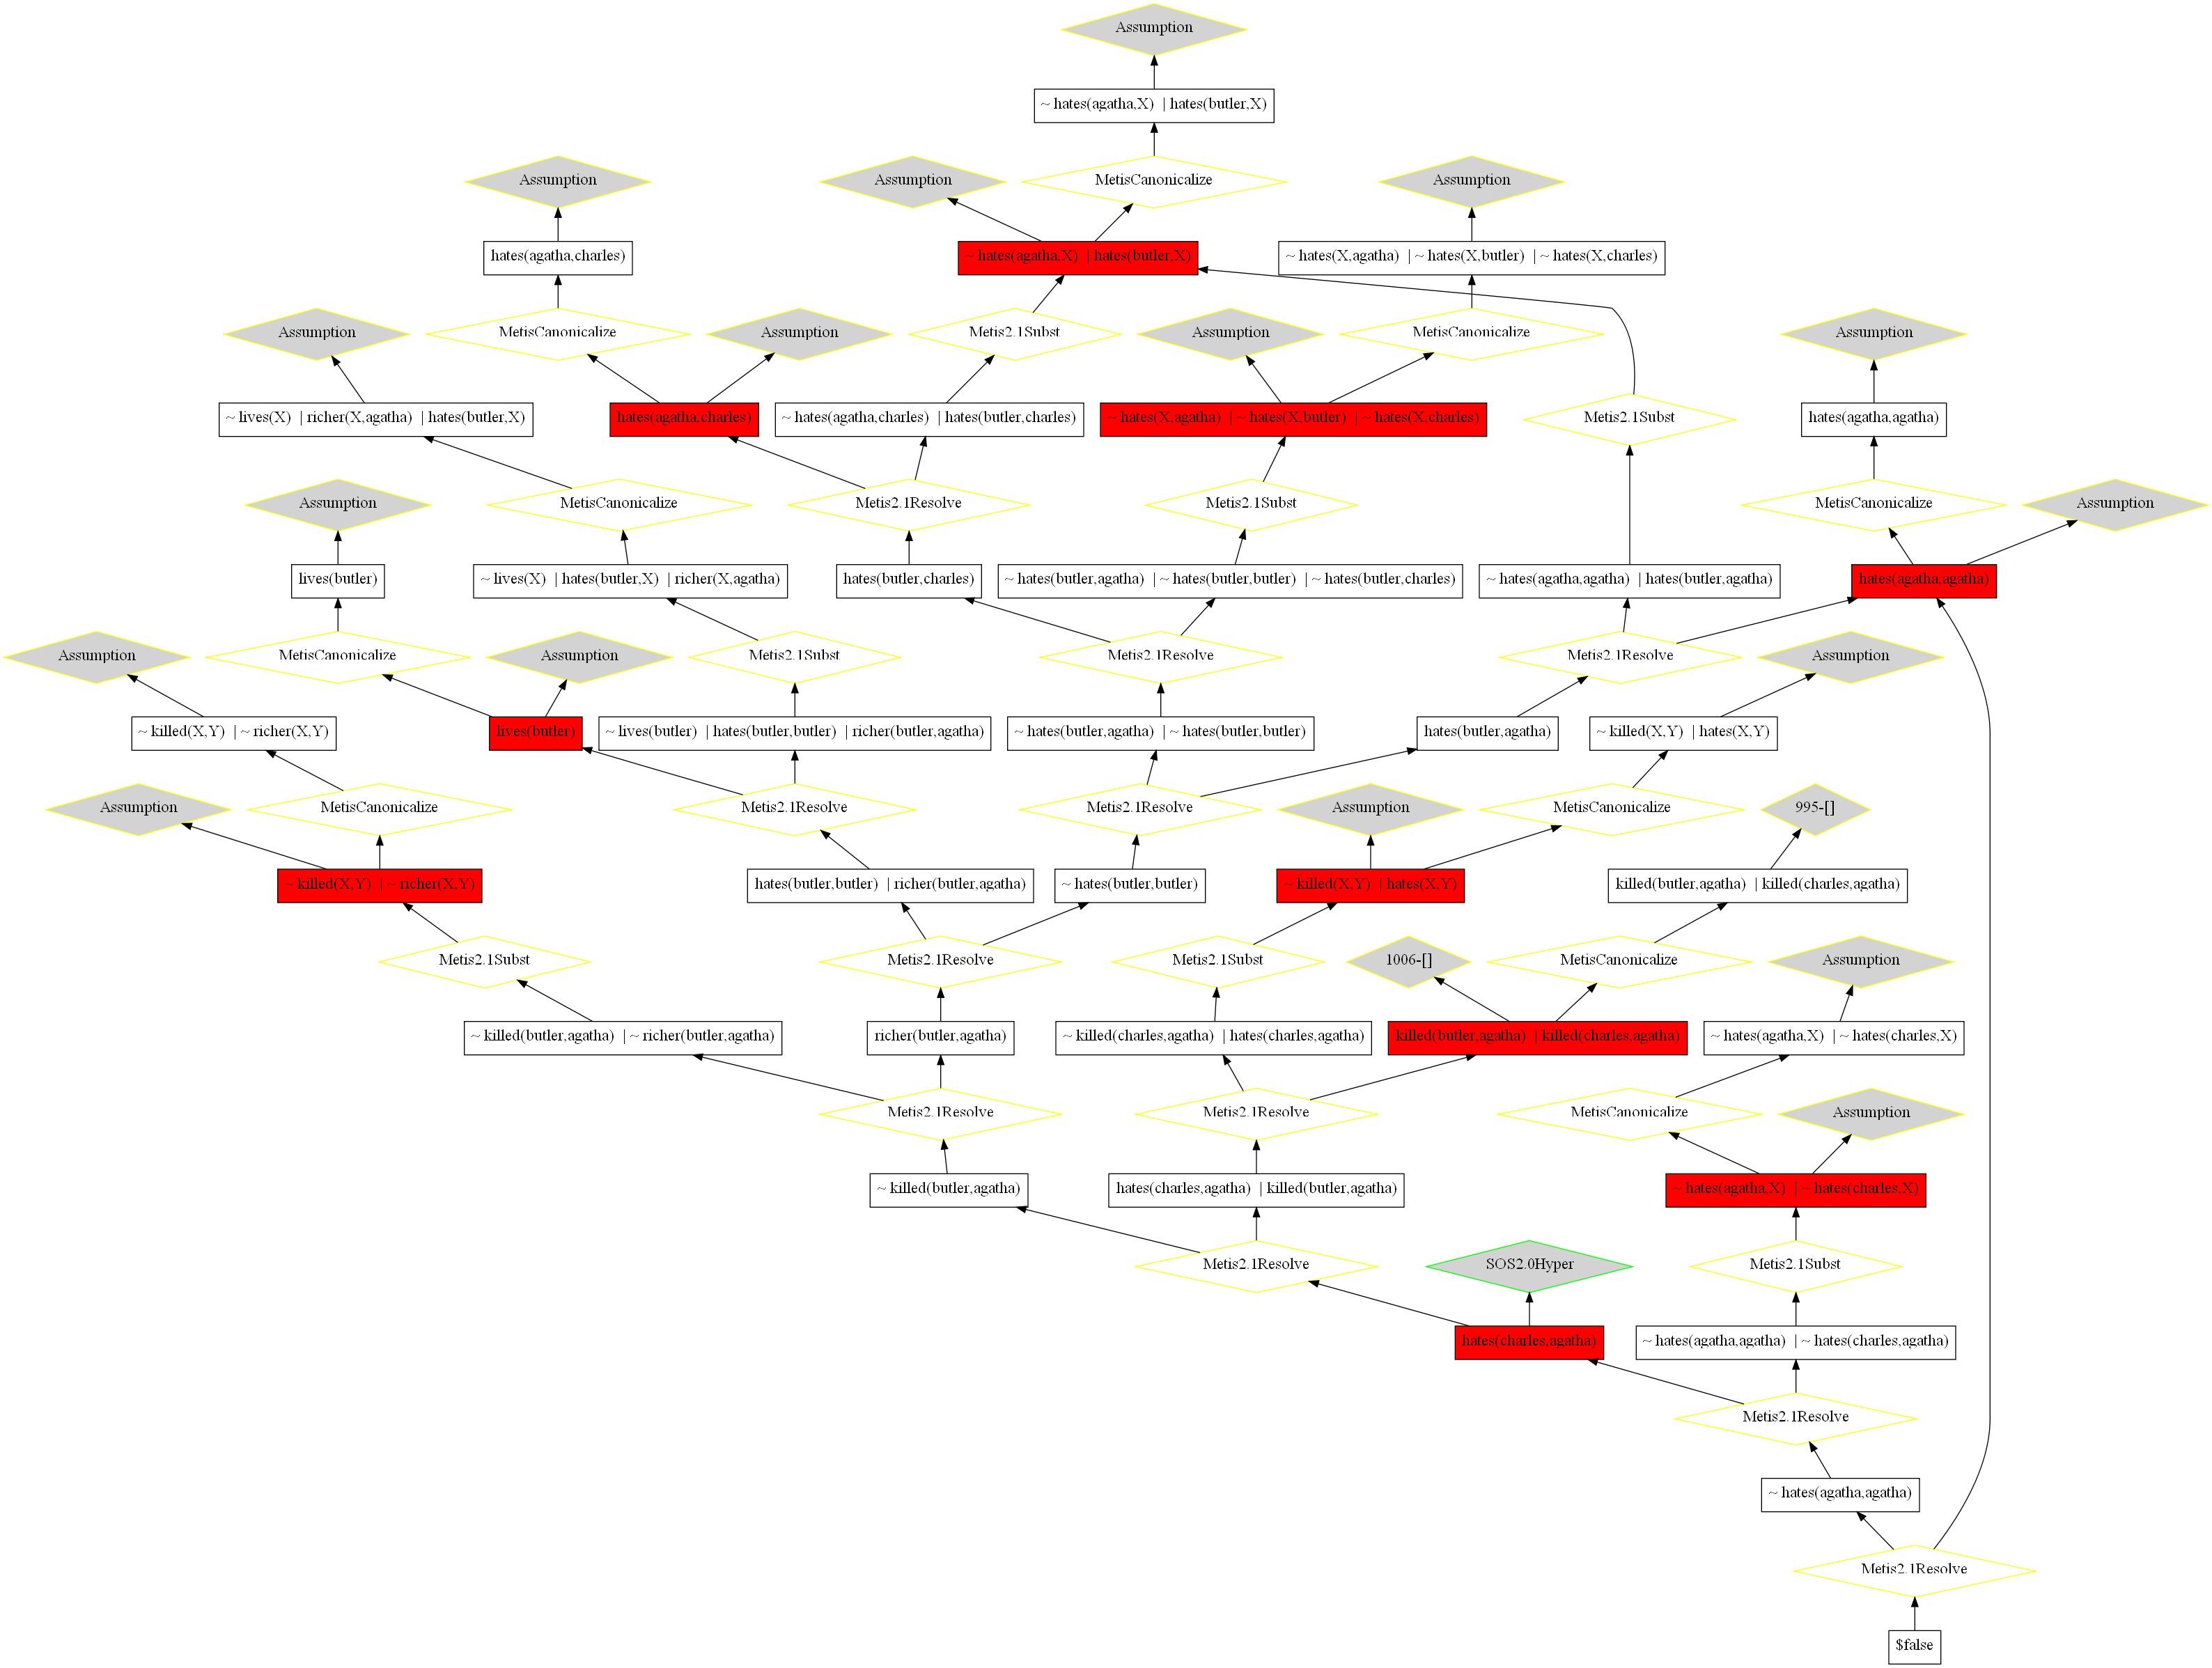 Assumption
~ hates(agatha,X) | hates(butler,X)
Assumption
Assumption
MetisCanonicalize
Assumption
hates(agatha,charles)
~ hates(agatha,X) | hates(butler,X)
~ hates(X,agatha) | ~ hates(X,butler) | ~ hates(X,charles)
Assumption
MetisCanonicalize
Assumption
Metis2.1Subst
Assumption
MetisCanonicalize
Assumption
~ lives(X) | richer(X,agatha) | hates(butler,X)
hates(agatha,charles)
~ hates(agatha,charles) | hates(butler,charles)
~ hates(X,agatha) | ~ hates(X,butler) | ~ hates(X,charles)
Metis2.1Subst
hates(agatha,agatha)
Assumption
MetisCanonicalize
Metis2.1Resolve
Metis2.1Subst
MetisCanonicalize
Assumption
lives(butler)
~ lives(X) | hates(butler,X) | richer(X,agatha)
hates(butler,charles)
~ hates(butler,agatha) | ~ hates(butler,butler) | ~ hates(butler,charles)
~ hates(agatha,agatha) | hates(butler,agatha)
hates(agatha,agatha)
Assumption
MetisCanonicalize
Assumption
Metis2.1Subst
Metis2.1Resolve
Metis2.1Resolve
Assumption
~ killed(X,Y) | ~ richer(X,Y)
lives(butler)
~ lives(butler) | hates(butler,butler) | richer(butler,agatha)
~ hates(butler,agatha) | ~ hates(butler,butler)
hates(butler,agatha)
~ killed(X,Y) | hates(X,Y)
Assumption
MetisCanonicalize
Metis2.1Resolve
Metis2.1Resolve
Assumption
MetisCanonicalize
995-[]
~ killed(X,Y) | ~ richer(X,Y)
hates(butler,butler) | richer(butler,agatha)
~ hates(butler,butler)
~ killed(X,Y) | hates(X,Y)
killed(butler,agatha) | killed(charles,agatha)
Metis2.1Subst
Metis2.1Resolve
Metis2.1Subst
1006-[]
MetisCanonicalize
Assumption
~ killed(butler,agatha) | ~ richer(butler,agatha)
richer(butler,agatha)
~ killed(charles,agatha) | hates(charles,agatha)
killed(butler,agatha) | killed(charles,agatha)
~ hates(agatha,X) | ~ hates(charles,X)
Metis2.1Resolve
Metis2.1Resolve
MetisCanonicalize
Assumption
~ killed(butler,agatha)
hates(charles,agatha) | killed(butler,agatha)
~ hates(agatha,X) | ~ hates(charles,X)
Metis2.1Resolve
SOS2.0Hyper
Metis2.1Subst
hates(charles,agatha)
~ hates(agatha,agatha) | ~ hates(charles,agatha)
Metis2.1Resolve
~ hates(agatha,agatha)
Metis2.1Resolve
$false